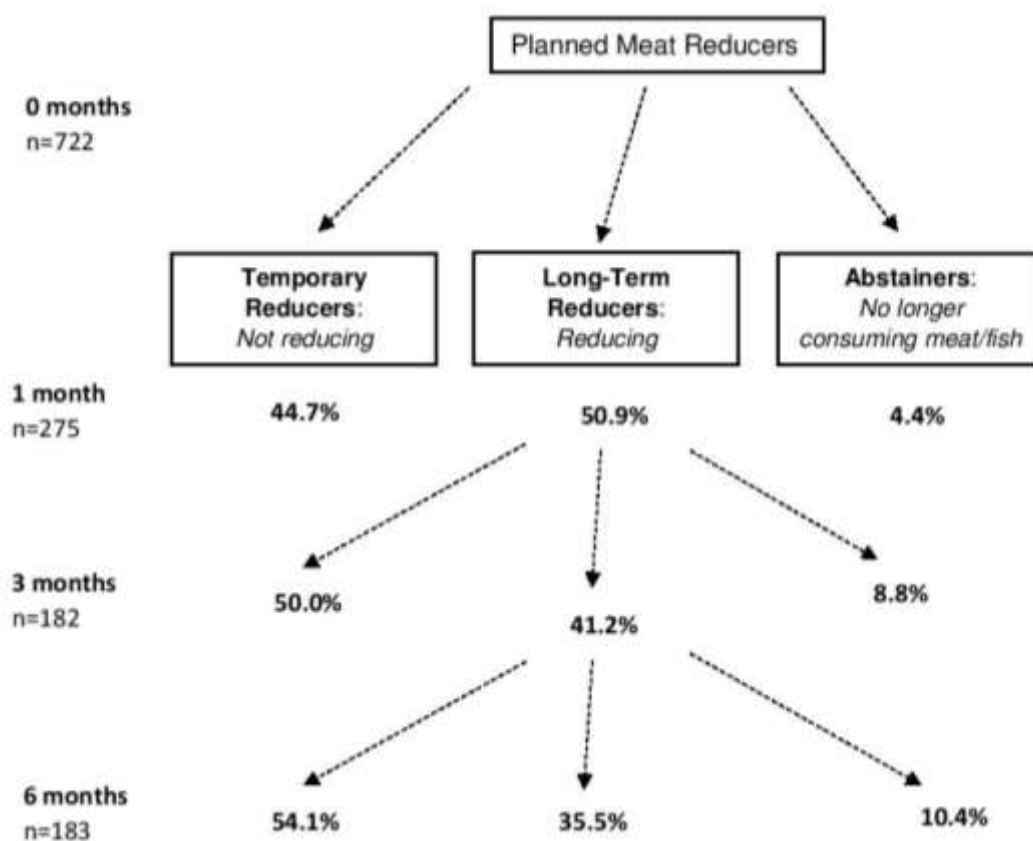 Planned Meat Reducers
0 months
n=722
Temporary
Reducers:
Not reducing
Long-Term
Reducers:
Reducing
Abstainers:
No longer
consuming meat/fish
1 month
n=275
44.7%
50.9%
4.4%
3 months
n=182
50.0%
41.2%
8.8%
6 months
n=183
54.1%
35.5%
10.4%